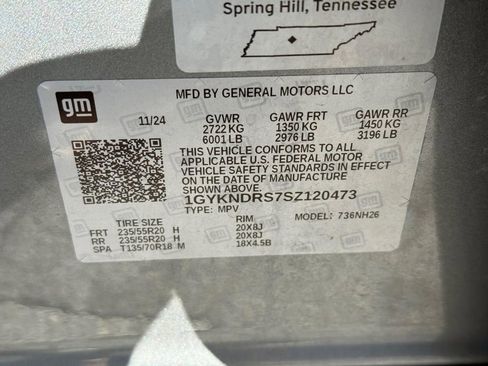 Spring Hill, Tennessee
gm
MFD BY GENERAL MOTORS LLC
11/24 GVWR GAWR FRT GAWR RR
2722 KG 1350 KG 1450 KG
6001 LB 2976 LB 3196 LB
THIS VEHICLE CONFORMS TO ALL
APPLICABLE U.S. FEDERAL MOTOR
VEHICLE SAFETY STANDARDS IN EFFECT
ON THE DATE OF MANUFACTURE SHOWN ABOVE.
1GYKNDRS7SZ120473
TYPE: MPV MODEL: 736NH26
TIRE SIZE RIM
FRT 235/55R20 H 20X8J
RR 235/55R20 H 20X8J
SPA T135/70R18 M 18X4.5B